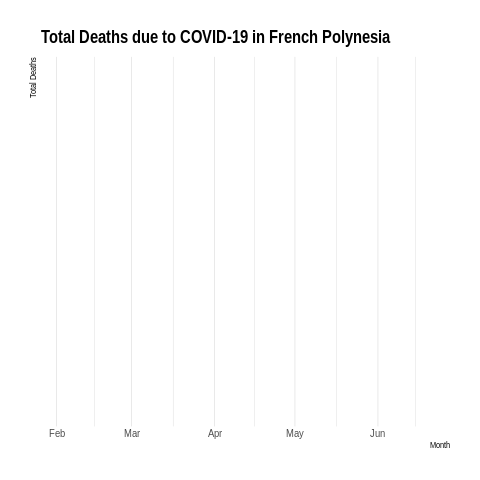 Total Deaths due to COVID-19 in French Polynesia
Total Deaths
Feb Mar Apr May Jun
Month